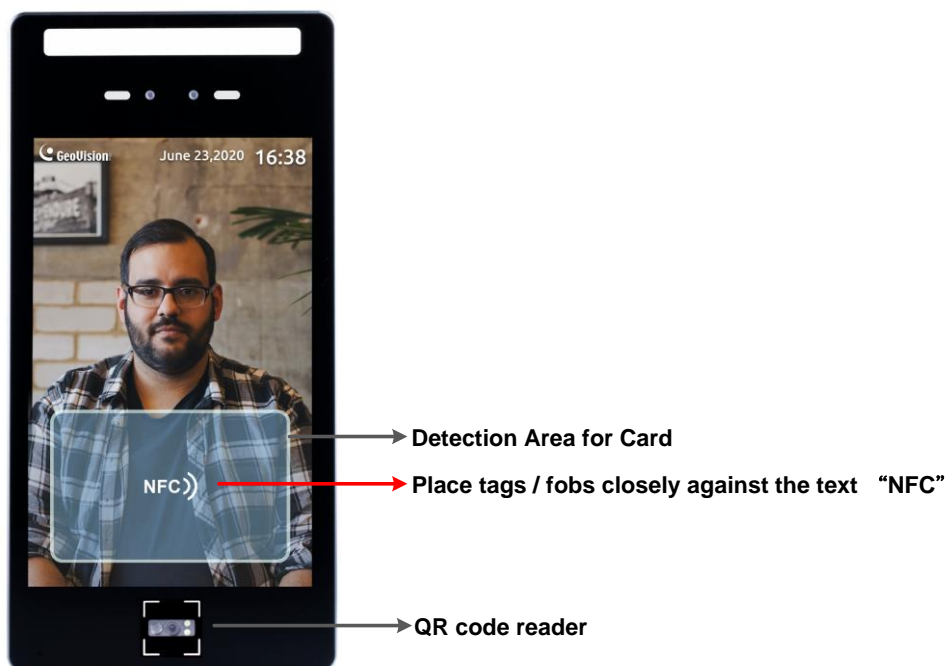 GeoVision June 23,2020 16:38
Detection Area for Card
NFC
Place tags / fobs closely against the text “NFC”
QR code reader